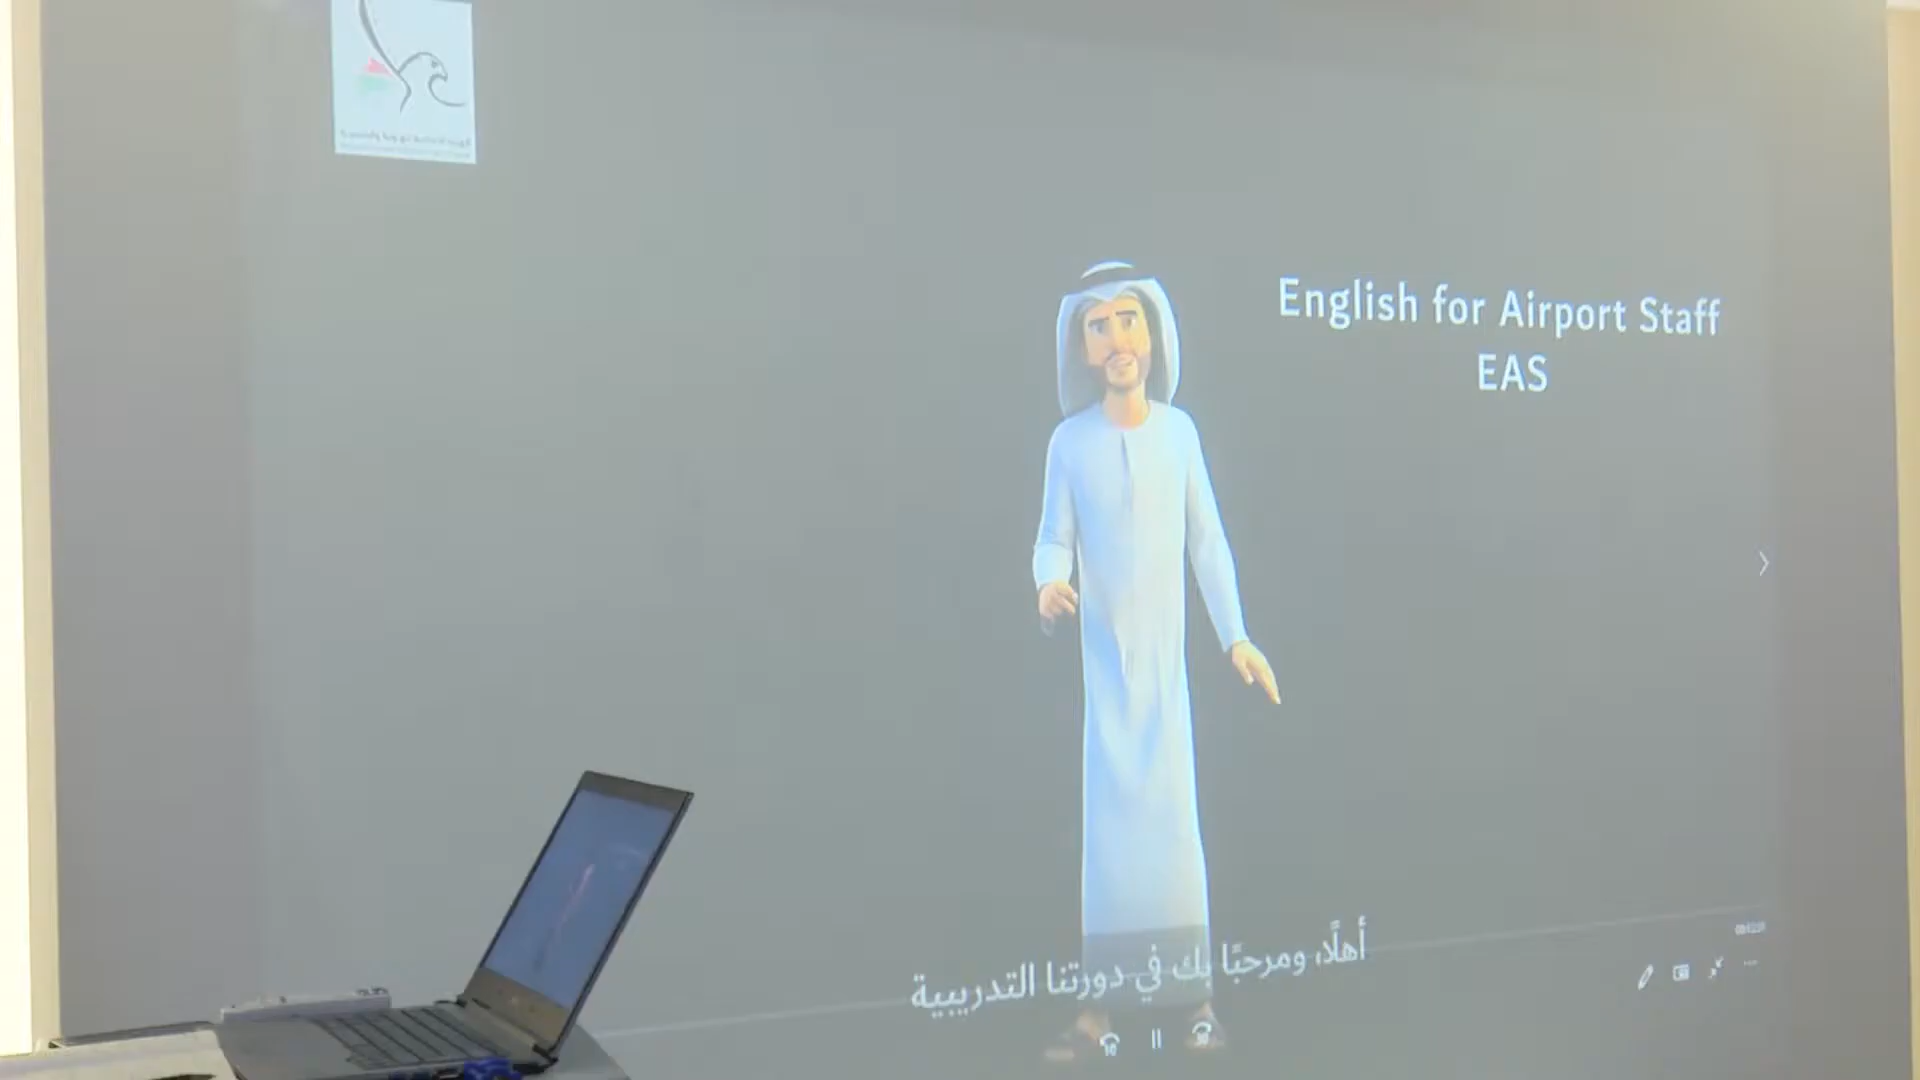 English for Airport Staff
EAS
أهلًا، ومرحبًا بك في دورتنا التدريبية